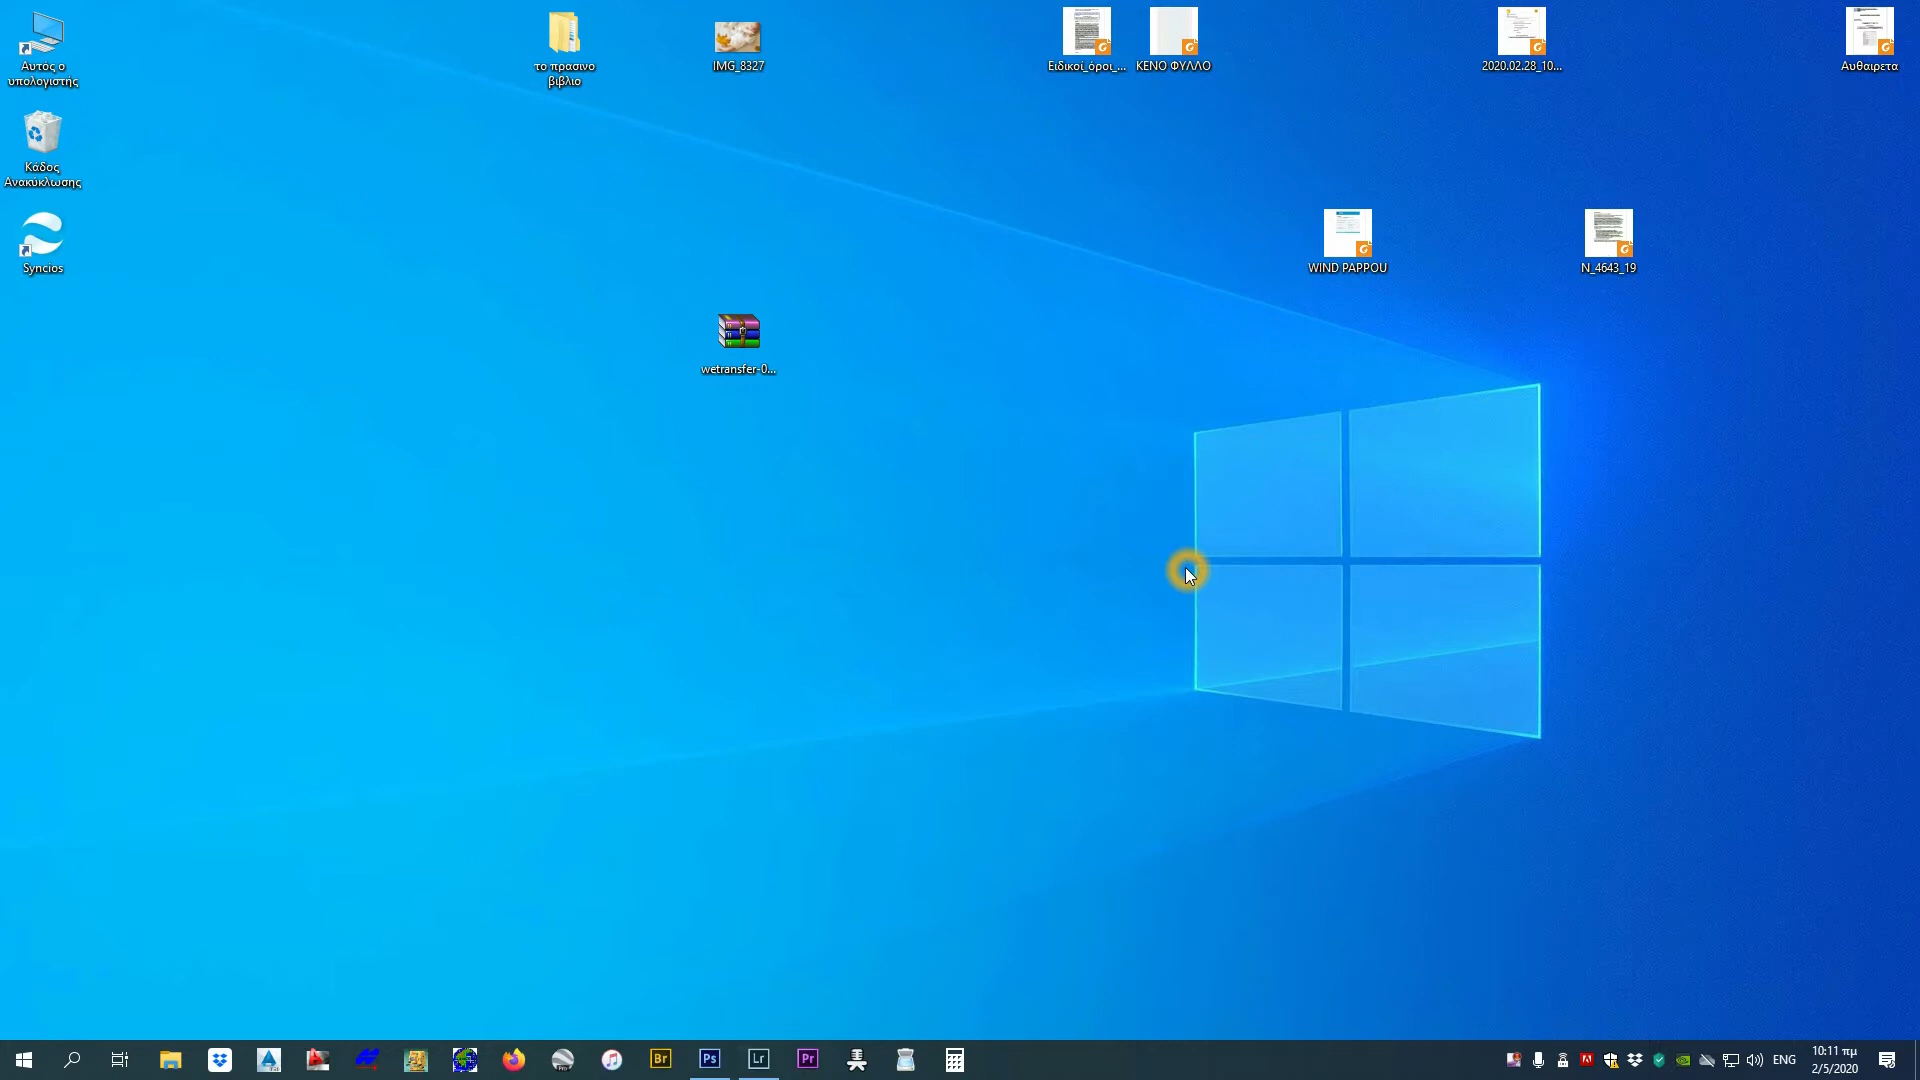 Αυτός ο
υπολογιστής
το πρασινο
βιβλιο
IMG_8327
Ειδικοί_όροι_...
ΚΕΝΟ ΦΥΛΛΟ
2020.02.28_10...
Αυθαιρετα
Κάδος
Ανακύκλωσης
Syncios
WIND PAPPOU
N_4643_19
wetransfer-0...
Br
Ps
Lr
Pr
ENG
10:11 πμ
2/5/2020